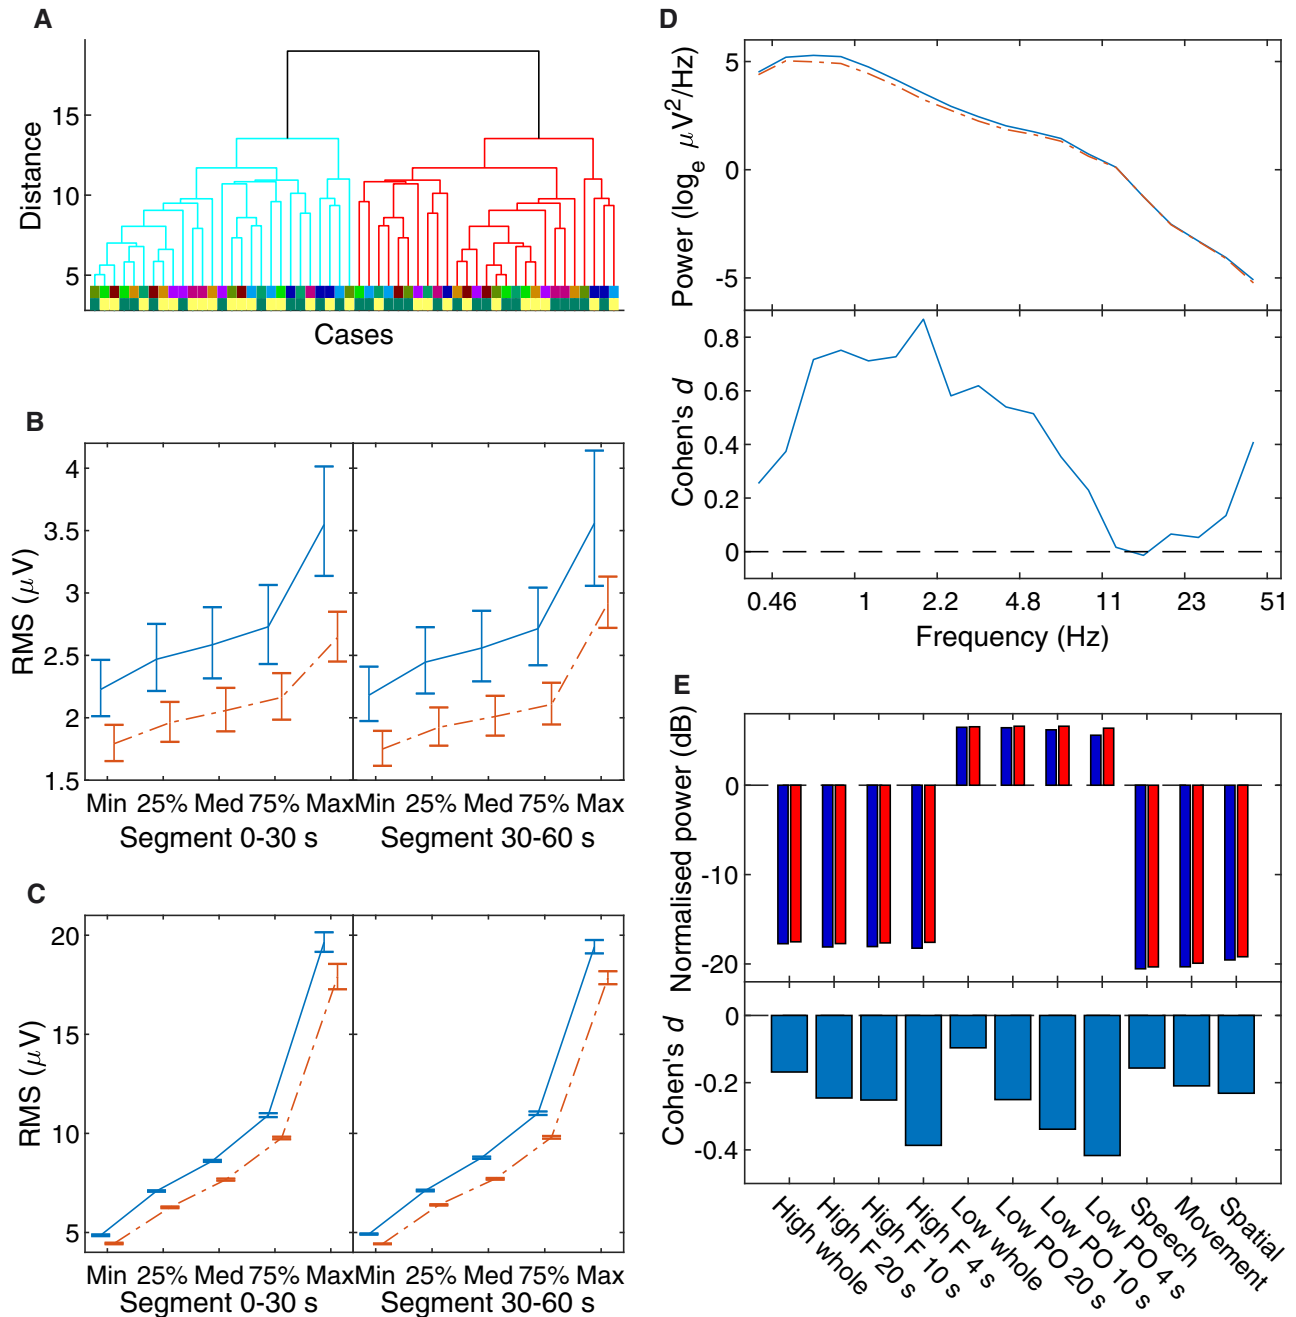 A
Distance
15
10
5
Cases
B
RMS (μV)
4
3.5
3
2.5
2
1.5
Min 25% Med 75% Max
Segment 0-30 s
Min 25% Med 75% Max
Segment 30-60 s
C
RMS (μV)
20
15
10
5
Min 25% Med 75% Max
Segment 0-30 s
Min 25% Med 75% Max
Segment 30-60 s
D
Power (logₑ μV²/Hz)
5
0
-5
Cohen's d
0.8
0.6
0.4
0.2
0
0.46 1 2.2 4.8 11 23 51
Frequency (Hz)
E
Normalised power (dB)
0
-10
-20
Cohen's d
0
-0.2
-0.4
High whole
High F 20 s
High F 10 s
High F 4 s
Low whole
Low PO 20 s
Low PO 10 s
Low PO 4 s
Speech
Movement
Spatial